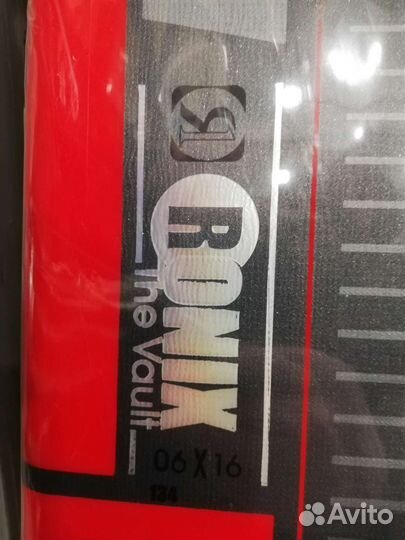 RONIX
The Vault
06 X 16
134
Avito